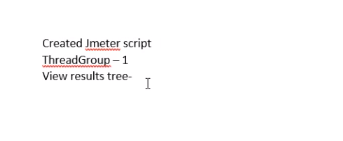 Created Jmeter script
ThreadGroup – 1
View results tree-